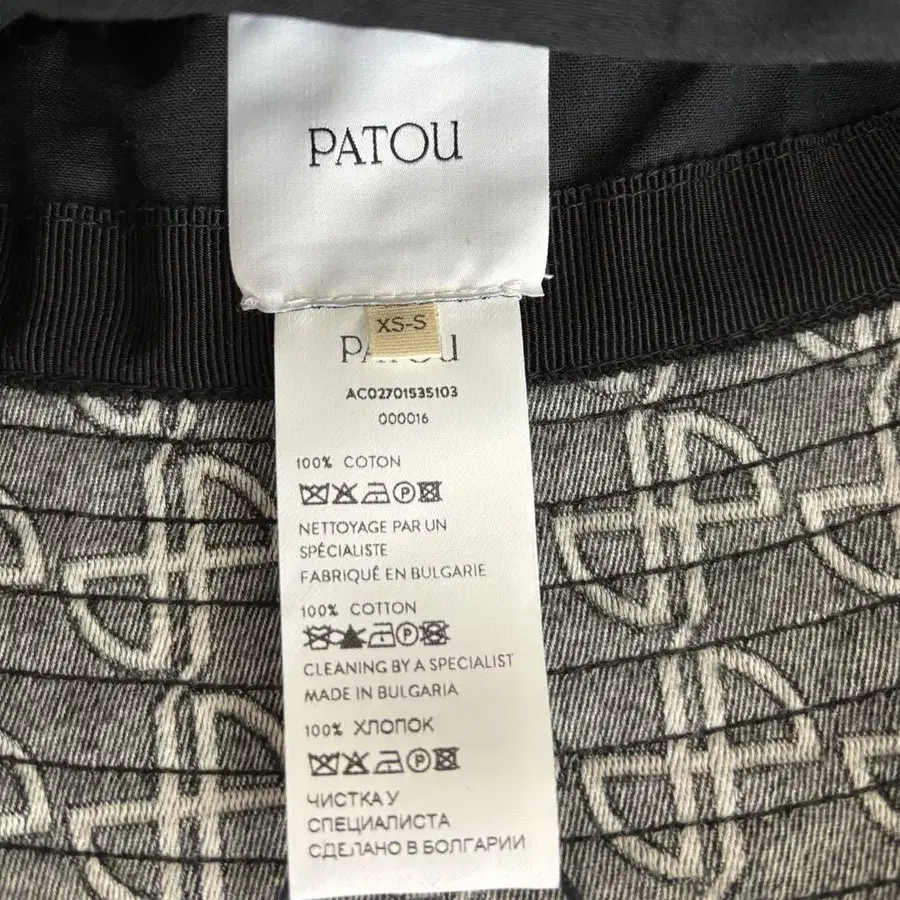 PATOU
XS-S
AC02701535103
000016
100% COTON
NETTOYAGE PAR UN
SPÉCIALISTE
FABRIQUÉ EN BULGARIE
100% COTTON
CLEANING BY A SPECIALIST
MADE IN BULGARIA
100% ХЛОПОК
ЧИСТКА У
СПЕЦИАЛИСТА
СДЕЛАНО В БОЛГАРИИ